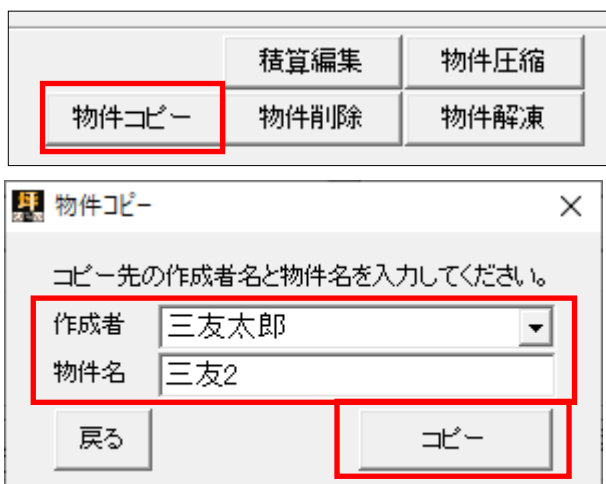 積算編集 物件圧縮
物件コピー 物件削除 物件解凍
物件コピー
コピー先の作成者名と物件名を入力してください。
作成者 三友太郎
物件名 三友2
戻る コピー